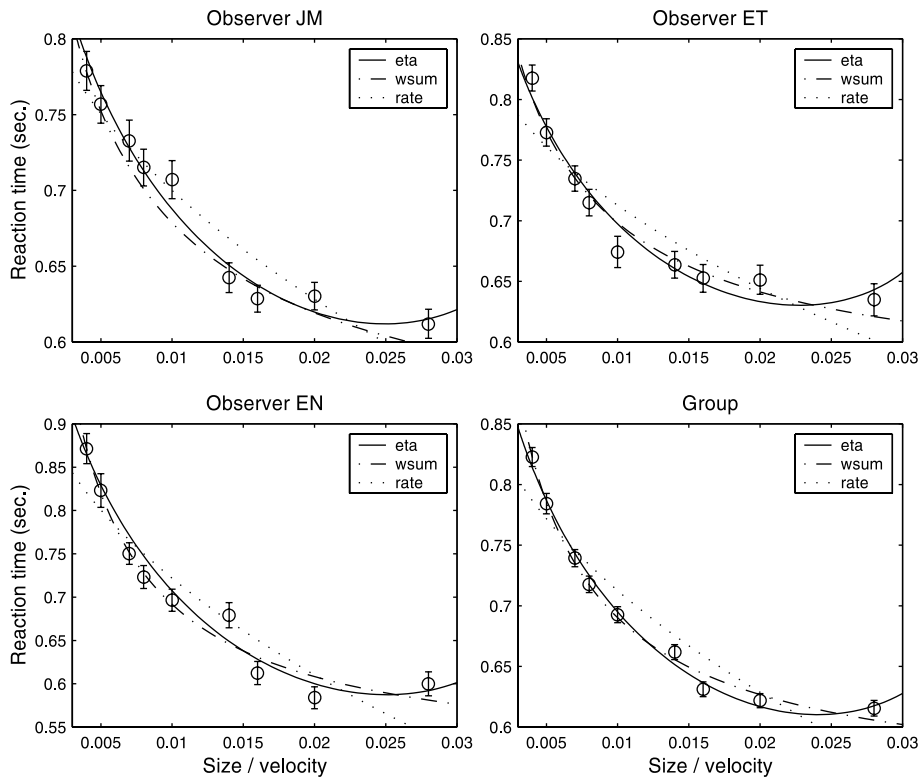 Observer JM
Observer ET
0.8
0.75
0.7
0.65
0.6
Reaction time (sec.)
eta
wsum
rate
0.005
0.01
0.015
0.02
0.025
0.03
0.85
0.8
0.75
0.7
0.65
0.6
eta
wsum
rate
0.005
0.01
0.015
0.02
0.025
0.03
Observer EN
Group
0.9
0.85
0.8
0.75
0.7
0.65
0.6
0.55
Reaction time (sec.)
eta
wsum
rate
0.005
0.01
0.015
0.02
0.025
0.03
Size / velocity
0.85
0.8
0.75
0.7
0.65
0.6
eta
wsum
rate
0.005
0.01
0.015
0.02
0.025
0.03
Size / velocity